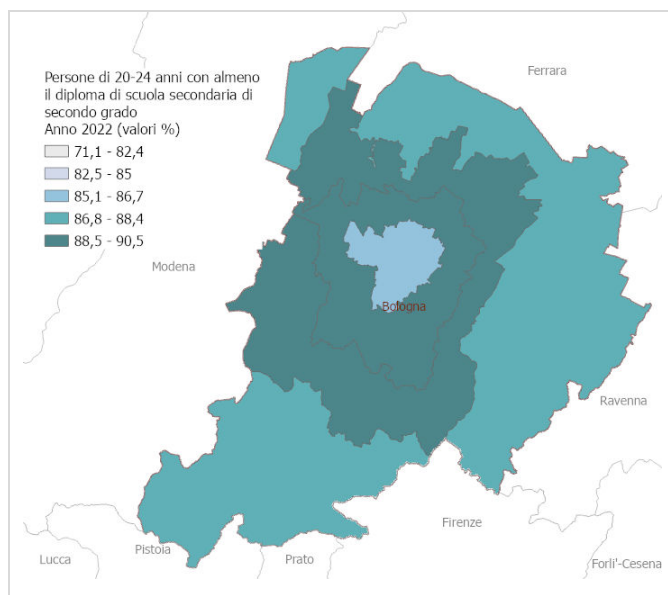 Persone di 20-24 anni con almeno
il diploma di scuola secondaria di
secondo grado
Anno 2022 (valori %)
71,1 - 82,4
82,5 - 85
85,1 - 86,7
86,8 - 88,4
88,5 - 90,5
Ferrara
Modena
Bologna
Ravenna
Firenze
Pistoia
Lucca
Prato
Forli'-Cesena